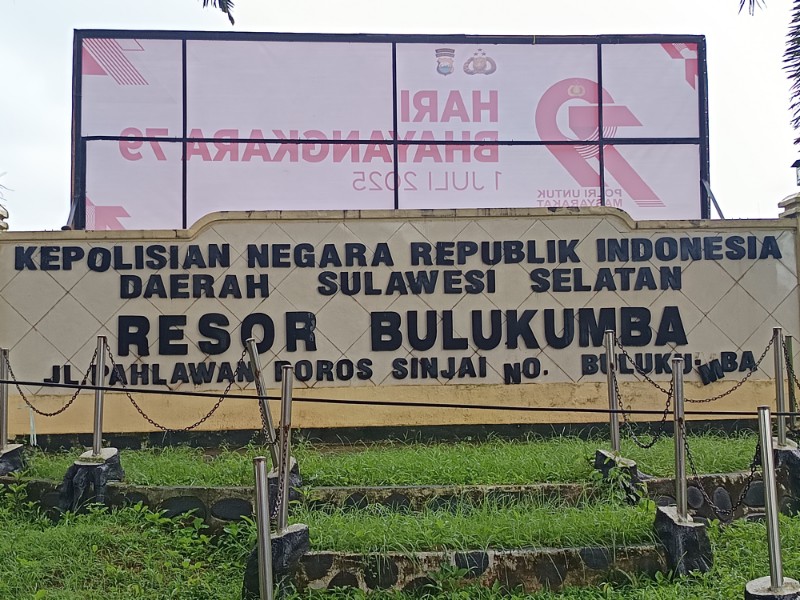 HARI
BHAYANGKARA 79
1 JULI 2025
POLRI UNTUK
MASYARAKAT
KEPOLISIAN NEGARA REPUBLIK INDONESIA
DAERAH SULAWESI SELATAN
RESOR BULUKUMBA
JL. PAHLAWAN POROS SINJAI NO. BULUKUMBA